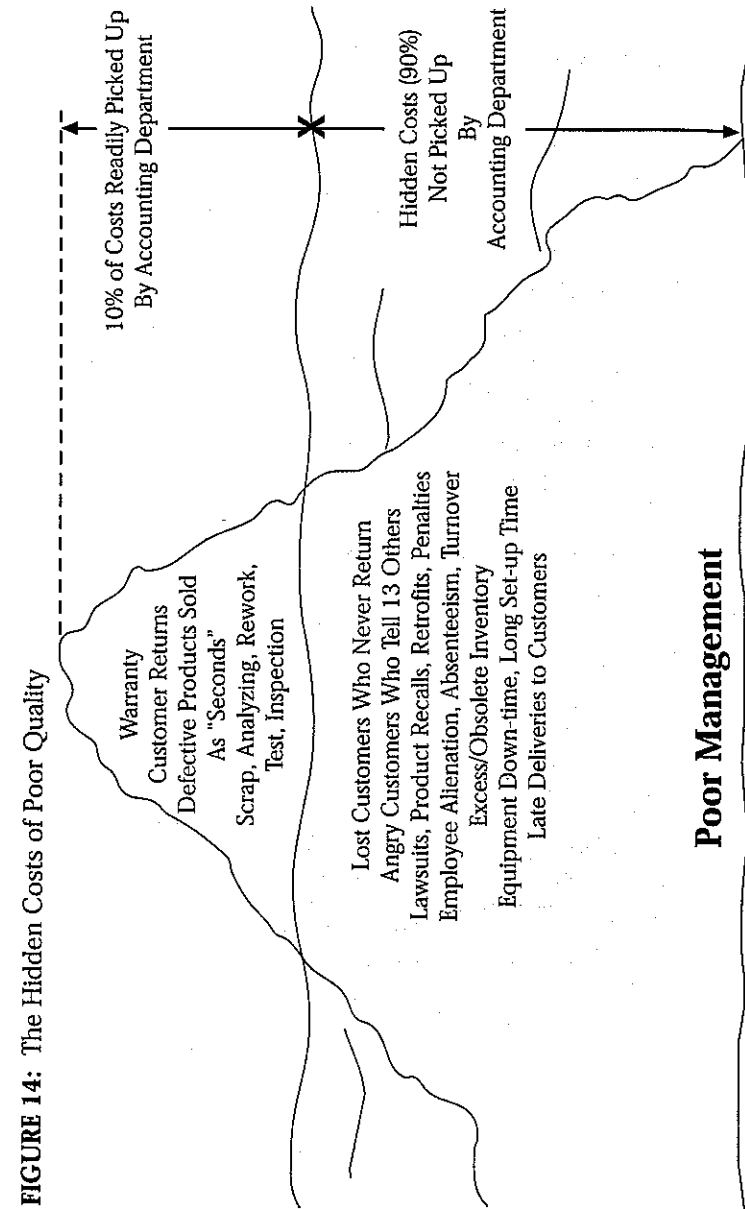 FIGURE 14: The Hidden Costs of Poor Quality
10% of Costs Readily Picked Up
By Accounting Department
Warranty
Customer Returns
Defective Products Sold
As "Seconds"
Scrap, Analyzing, Rework,
Test, Inspection
Hidden Costs (90%)
Not Picked Up
By
Accounting Department
Lost Customers Who Never Return
Angry Customers Who Tell 13 Others
Lawsuits, Product Recalls, Retrofits, Penalties
Employee Alienation, Absenteeism, Turnover
Excess/Obsolete Inventory
Equipment Down-time, Long Set-up Time
Late Deliveries to Customers
Poor Management